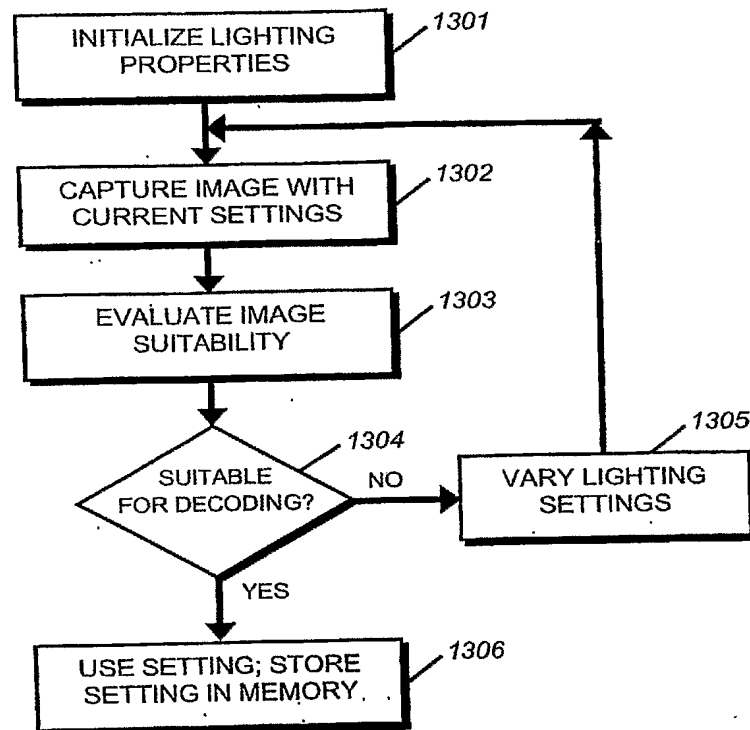 INITIALIZE LIGHTING
PROPERTIES
1301
CAPTURE IMAGE WITH
CURRENT SETTINGS
1302
EVALUATE IMAGE
SUITABILITY
1303
SUITABLE
FOR DECODING?
1304
NO
VARY LIGHTING
SETTINGS
1305
YES
USE SETTING; STORE
SETTING IN MEMORY
1306